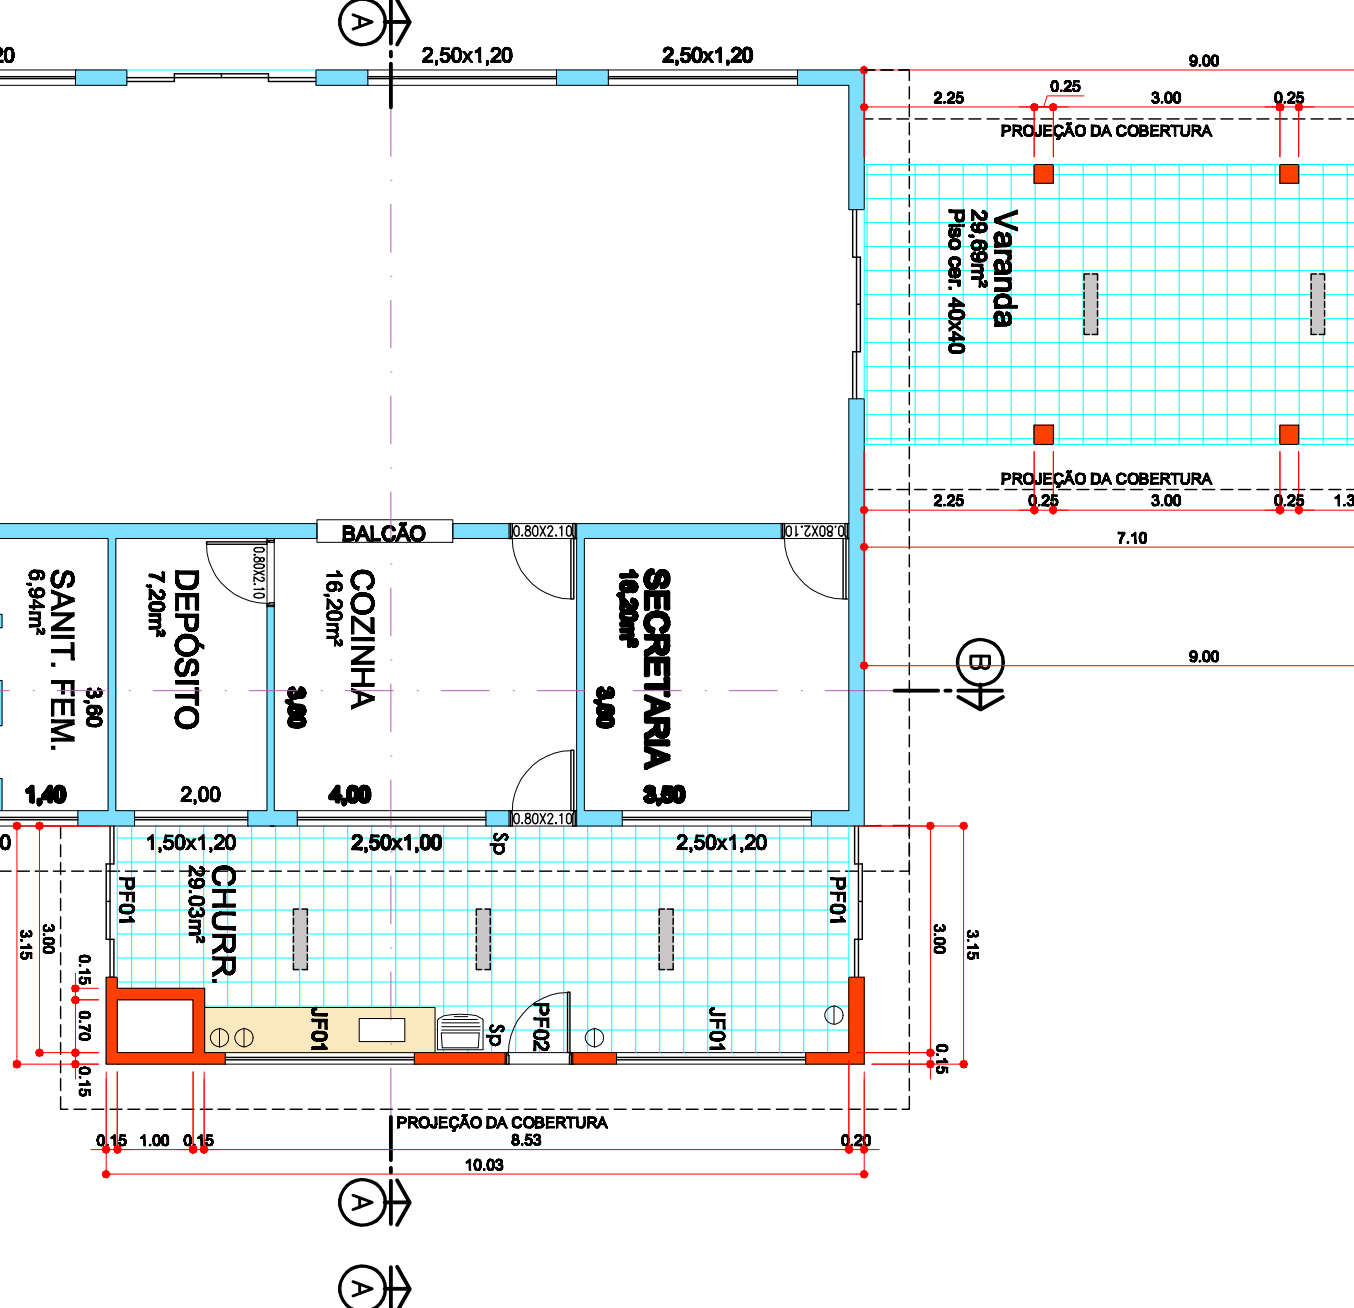 A
20
2,50x1,20
2,50x1,20
9.00
2.25
0.25
3.00
0.25
PROJEÇÃO DA COBERTURA
Varanda
29,69m²
Piso cer. 40x40
PROJEÇÃO DA COBERTURA
2.25
0.25
3.00
0.25
1.3
7.10
BALCÃO
0.80X2.10
0.80X2.10
0.80X2.10
SANIT. FEM.
6,94m²
3,60
1,40
DEPÓSITO
7,20m²
2,00
COZINHA
16,20m²
3,60
4,00
SECRETARIA
16,20m²
3,60
3,50
B
9.00
0.80X2.10
0
1,50x1,20
2,50x1,00
Sp
2,50x1,20
PF01
CHURR.
29.03m²
PF01
3.15
3.00
0.15
0.70
0.15
3.00
3.15
0.15
JF01
Sp
PF02
JF01
PROJEÇÃO DA COBERTURA
0.15
1.00
0.15
8.53
0.20
10.03
A
A